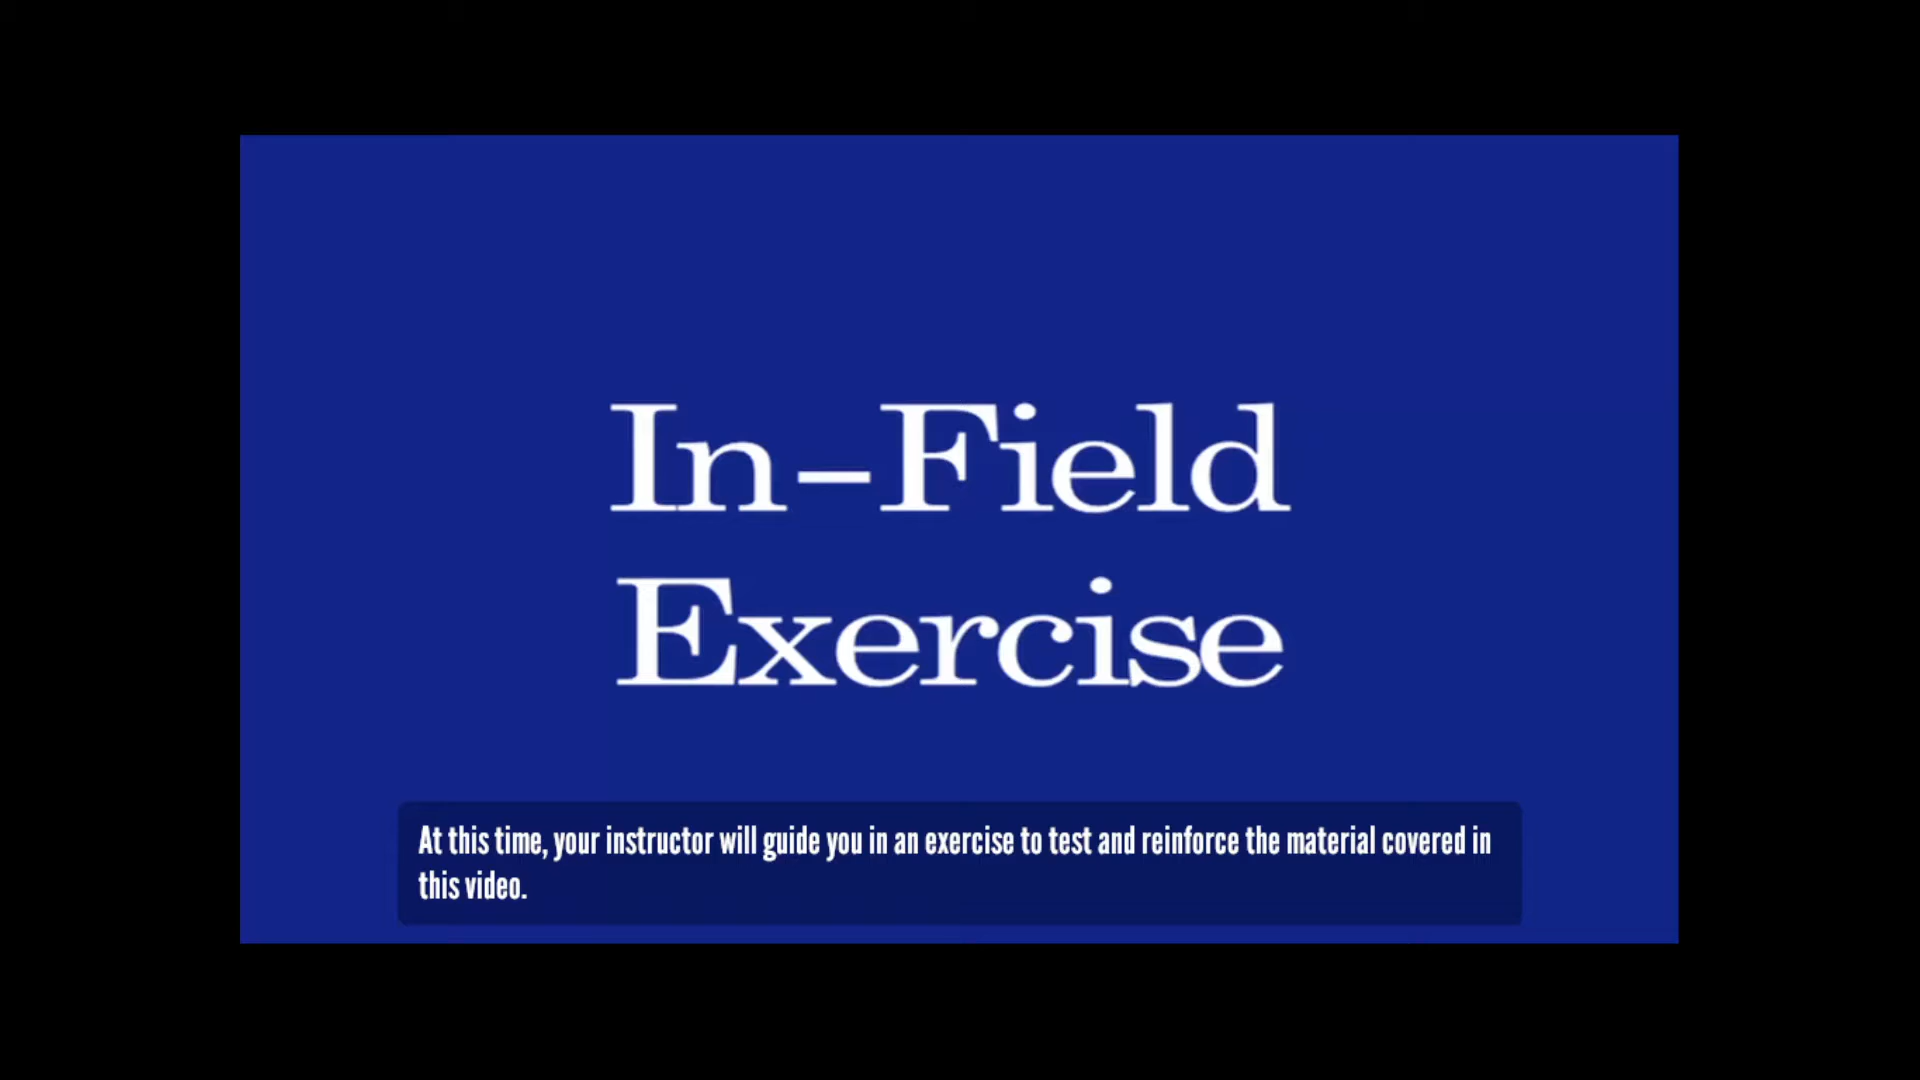 In-Field
Exercise
At this time, your instructor will guide you in an exercise to test and reinforce the material covered in
this video.